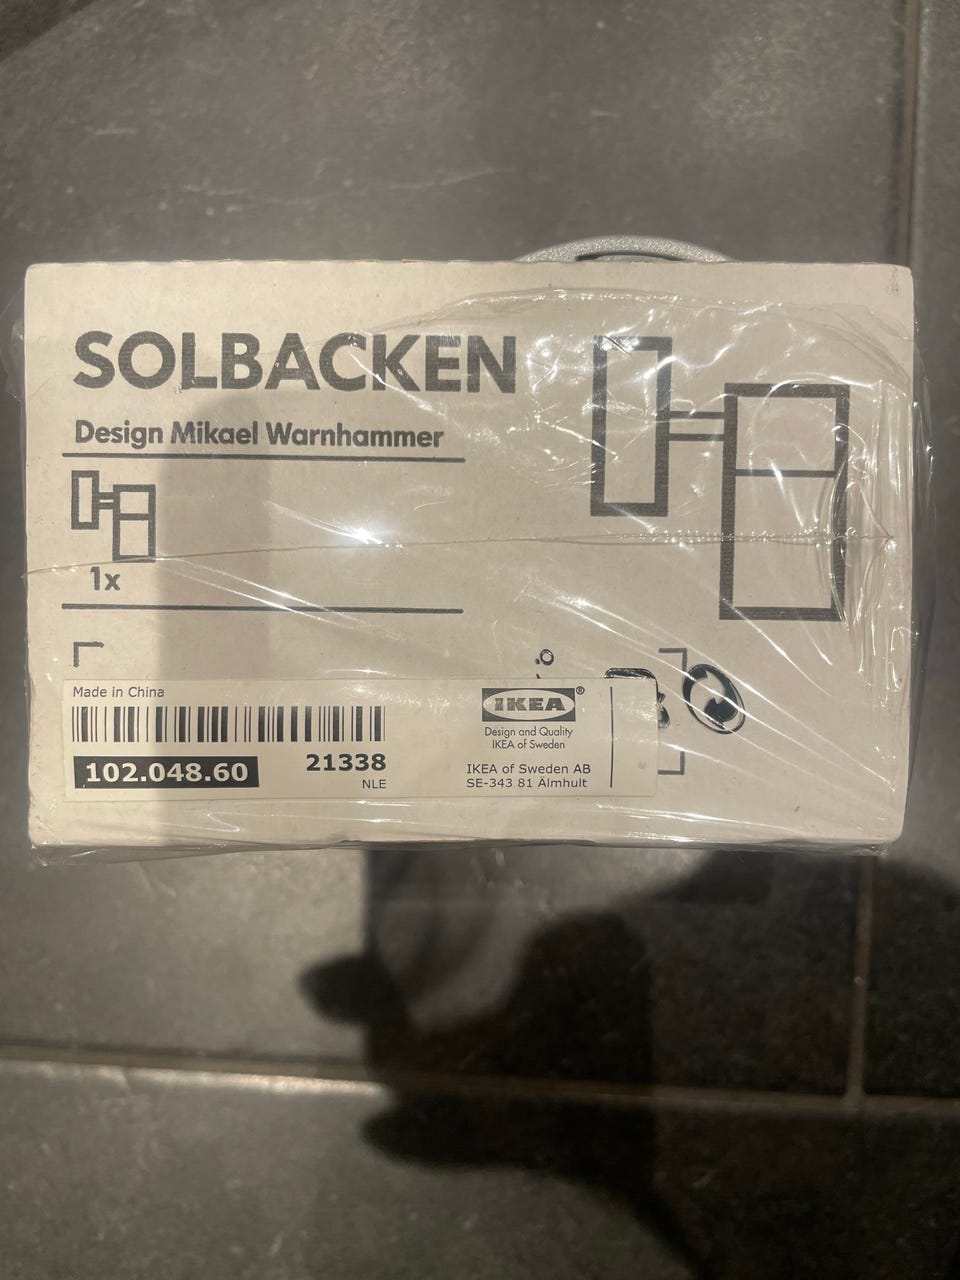 SOLBACKEN
Design Mikael Warnhammer
1x
Made in China
102.048.60
21338
NLE
IKEA®
Design and Quality
IKEA of Sweden
IKEA of Sweden AB
SE-343 81 Älmhult